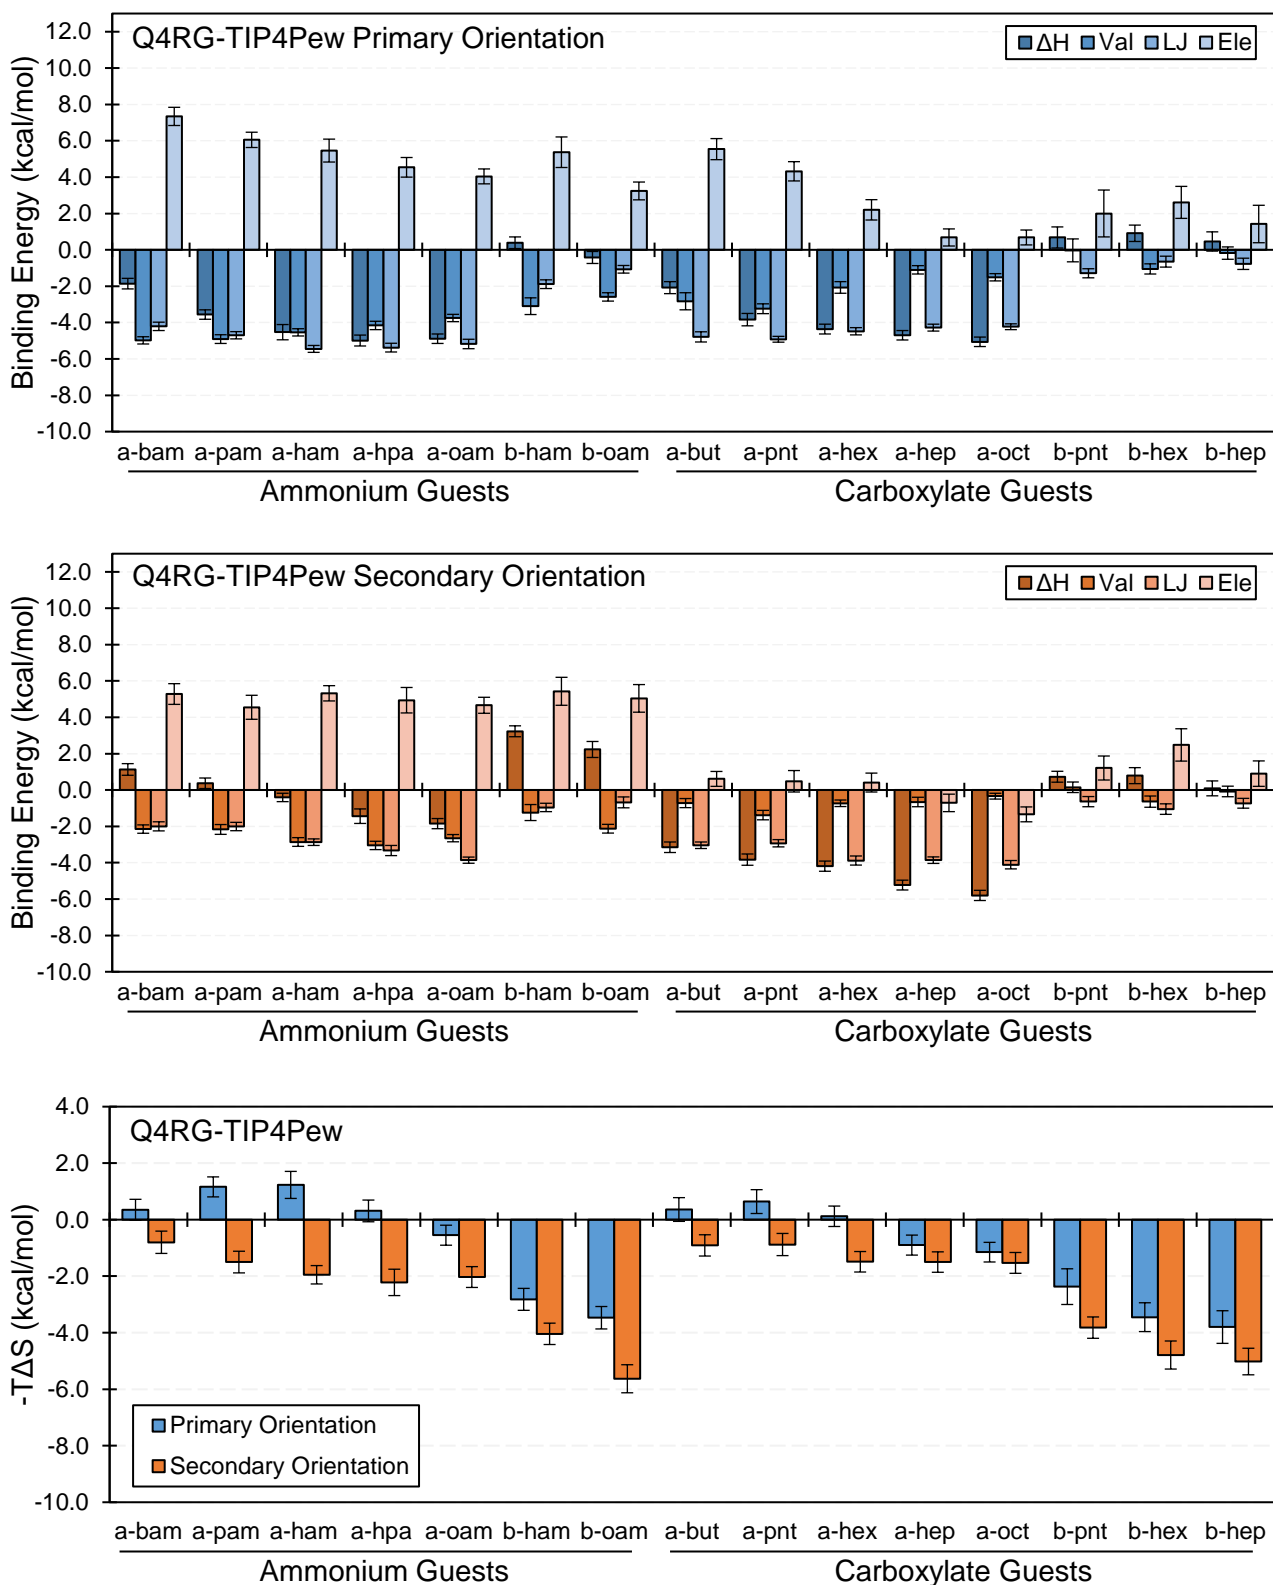 Q4RG-TIP4Pew Primary Orientation
ΔH Val LJ Ele
Binding Energy (kcal/mol)
12.0
10.0
8.0
6.0
4.0
2.0
0.0
-2.0
-4.0
-6.0
-8.0
-10.0
a-bam a-pam a-ham a-hpa a-oam b-ham b-oam a-but a-pnt a-hex a-hep a-oct b-pnt b-hex b-hep
Ammonium Guests Carboxylate Guests
Q4RG-TIP4Pew Secondary Orientation
ΔH Val LJ Ele
Binding Energy (kcal/mol)
12.0
10.0
8.0
6.0
4.0
2.0
0.0
-2.0
-4.0
-6.0
-8.0
-10.0
a-bam a-pam a-ham a-hpa a-oam b-ham b-oam a-but a-pnt a-hex a-hep a-oct b-pnt b-hex b-hep
Ammonium Guests Carboxylate Guests
Q4RG-TIP4Pew
-TΔS (kcal/mol)
4.0
2.0
0.0
-2.0
-4.0
-6.0
-8.0
-10.0
Primary Orientation
Secondary Orientation
a-bam a-pam a-ham a-hpa a-oam b-ham b-oam a-but a-pnt a-hex a-hep a-oct b-pnt b-hex b-hep
Ammonium Guests Carboxylate Guests